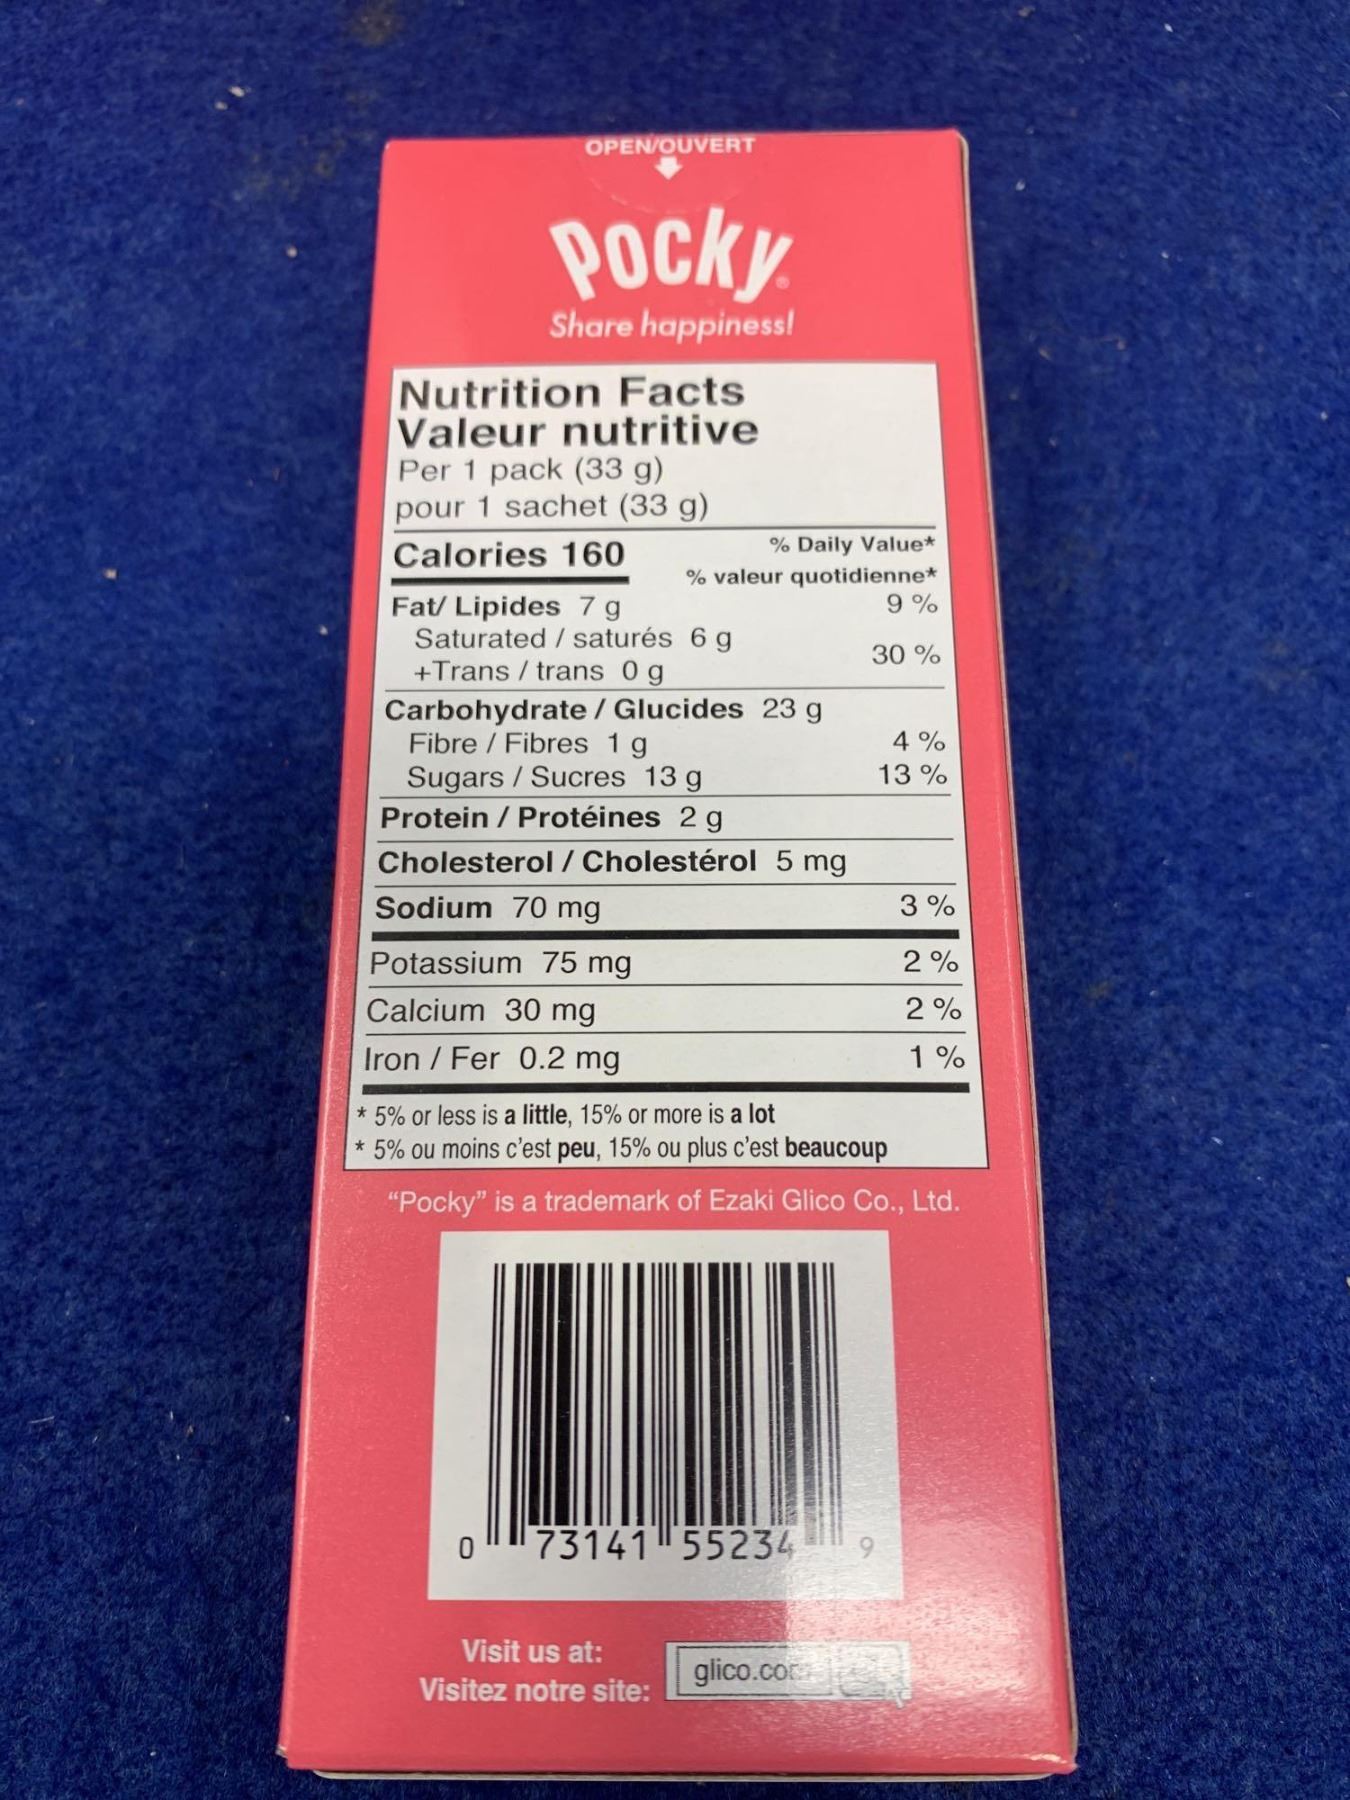 OPEN/OUVERT
Pocky®
Share happiness!
Nutrition Facts
Valeur nutritive
Per 1 pack (33 g)
pour 1 sachet (33 g)
Calories 160 % Daily Value*
% valeur quotidienne*
Fat/ Lipides 7 g 9 %
Saturated / saturés 6 g
+Trans / trans 0 g 30 %
Carbohydrate / Glucides 23 g
Fibre / Fibres 1 g 4 %
Sugars / Sucres 13 g 13 %
Protein / Protéines 2 g
Cholesterol / Cholestérol 5 mg
Sodium 70 mg 3 %
Potassium 75 mg 2 %
Calcium 30 mg 2 %
Iron / Fer 0.2 mg 1 %
* 5% or less is a little, 15% or more is a lot
* 5% ou moins c'est peu, 15% ou plus c'est beaucoup
“Pocky” is a trademark of Ezaki Glico Co., Ltd.
0 73141 55234 9
Visit us at:
Visitez notre site:
glico.com